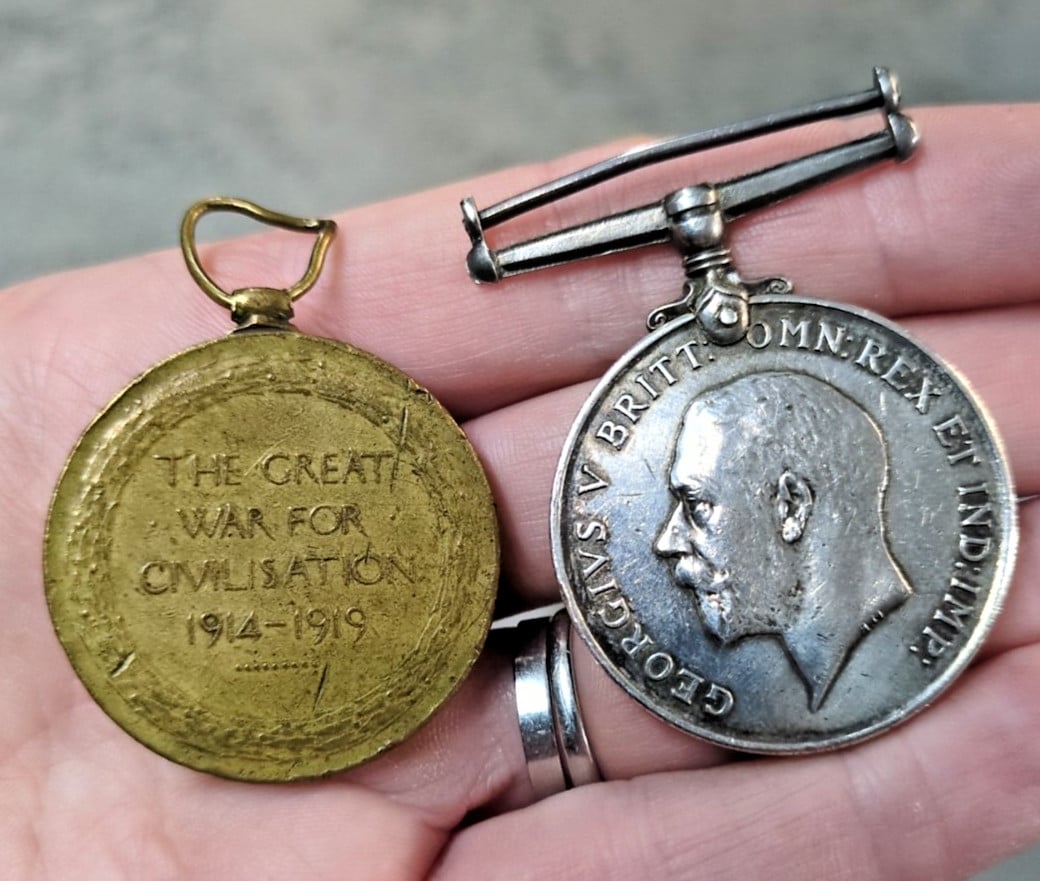 THE GREAT
WAR FOR
CIVILISATION
1914-1919
GEORGIVS V BRITT: OMN: REX ET IND: IMP: